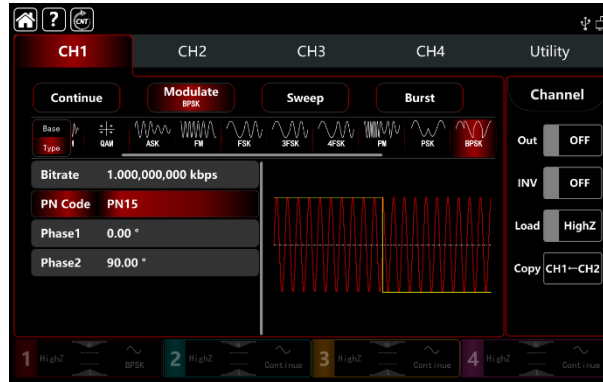 ? CNT
CH1 CH2 CH3 CH4 Utility
Continue Modulate Sweep Burst Channel
BPSK
Base
Type QAM ASK FM FSK 3FSK 4FSK PM PSK BPSK
Out OFF
Bitrate 1.000,000,000 kbps
INV OFF
PN Code PN15
Phase1 0.00 °
Load HighZ
Phase2 90.00 °
Copy CH1←CH2
1 HighZ BPSK 2 HighZ Continue 3 HighZ Continue 4 HighZ Continue